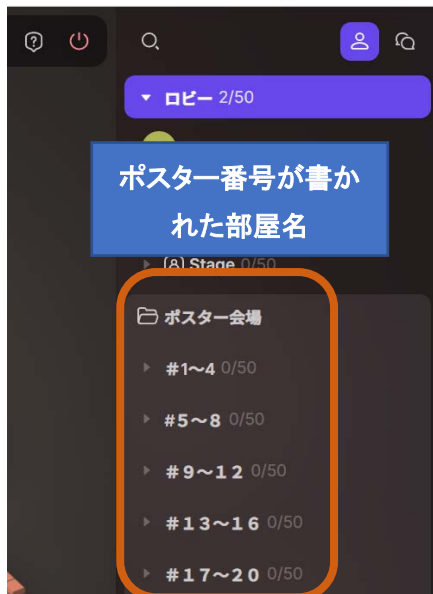 ロビー 2/50
ポスター番号が書か
れた部屋名
(8) Stage 0/50
ポスター会場
#1～4 0/50
#5～8 0/50
＃９～１２ 0/50
＃１３～１６ 0/50
＃１７～２０ 0/50